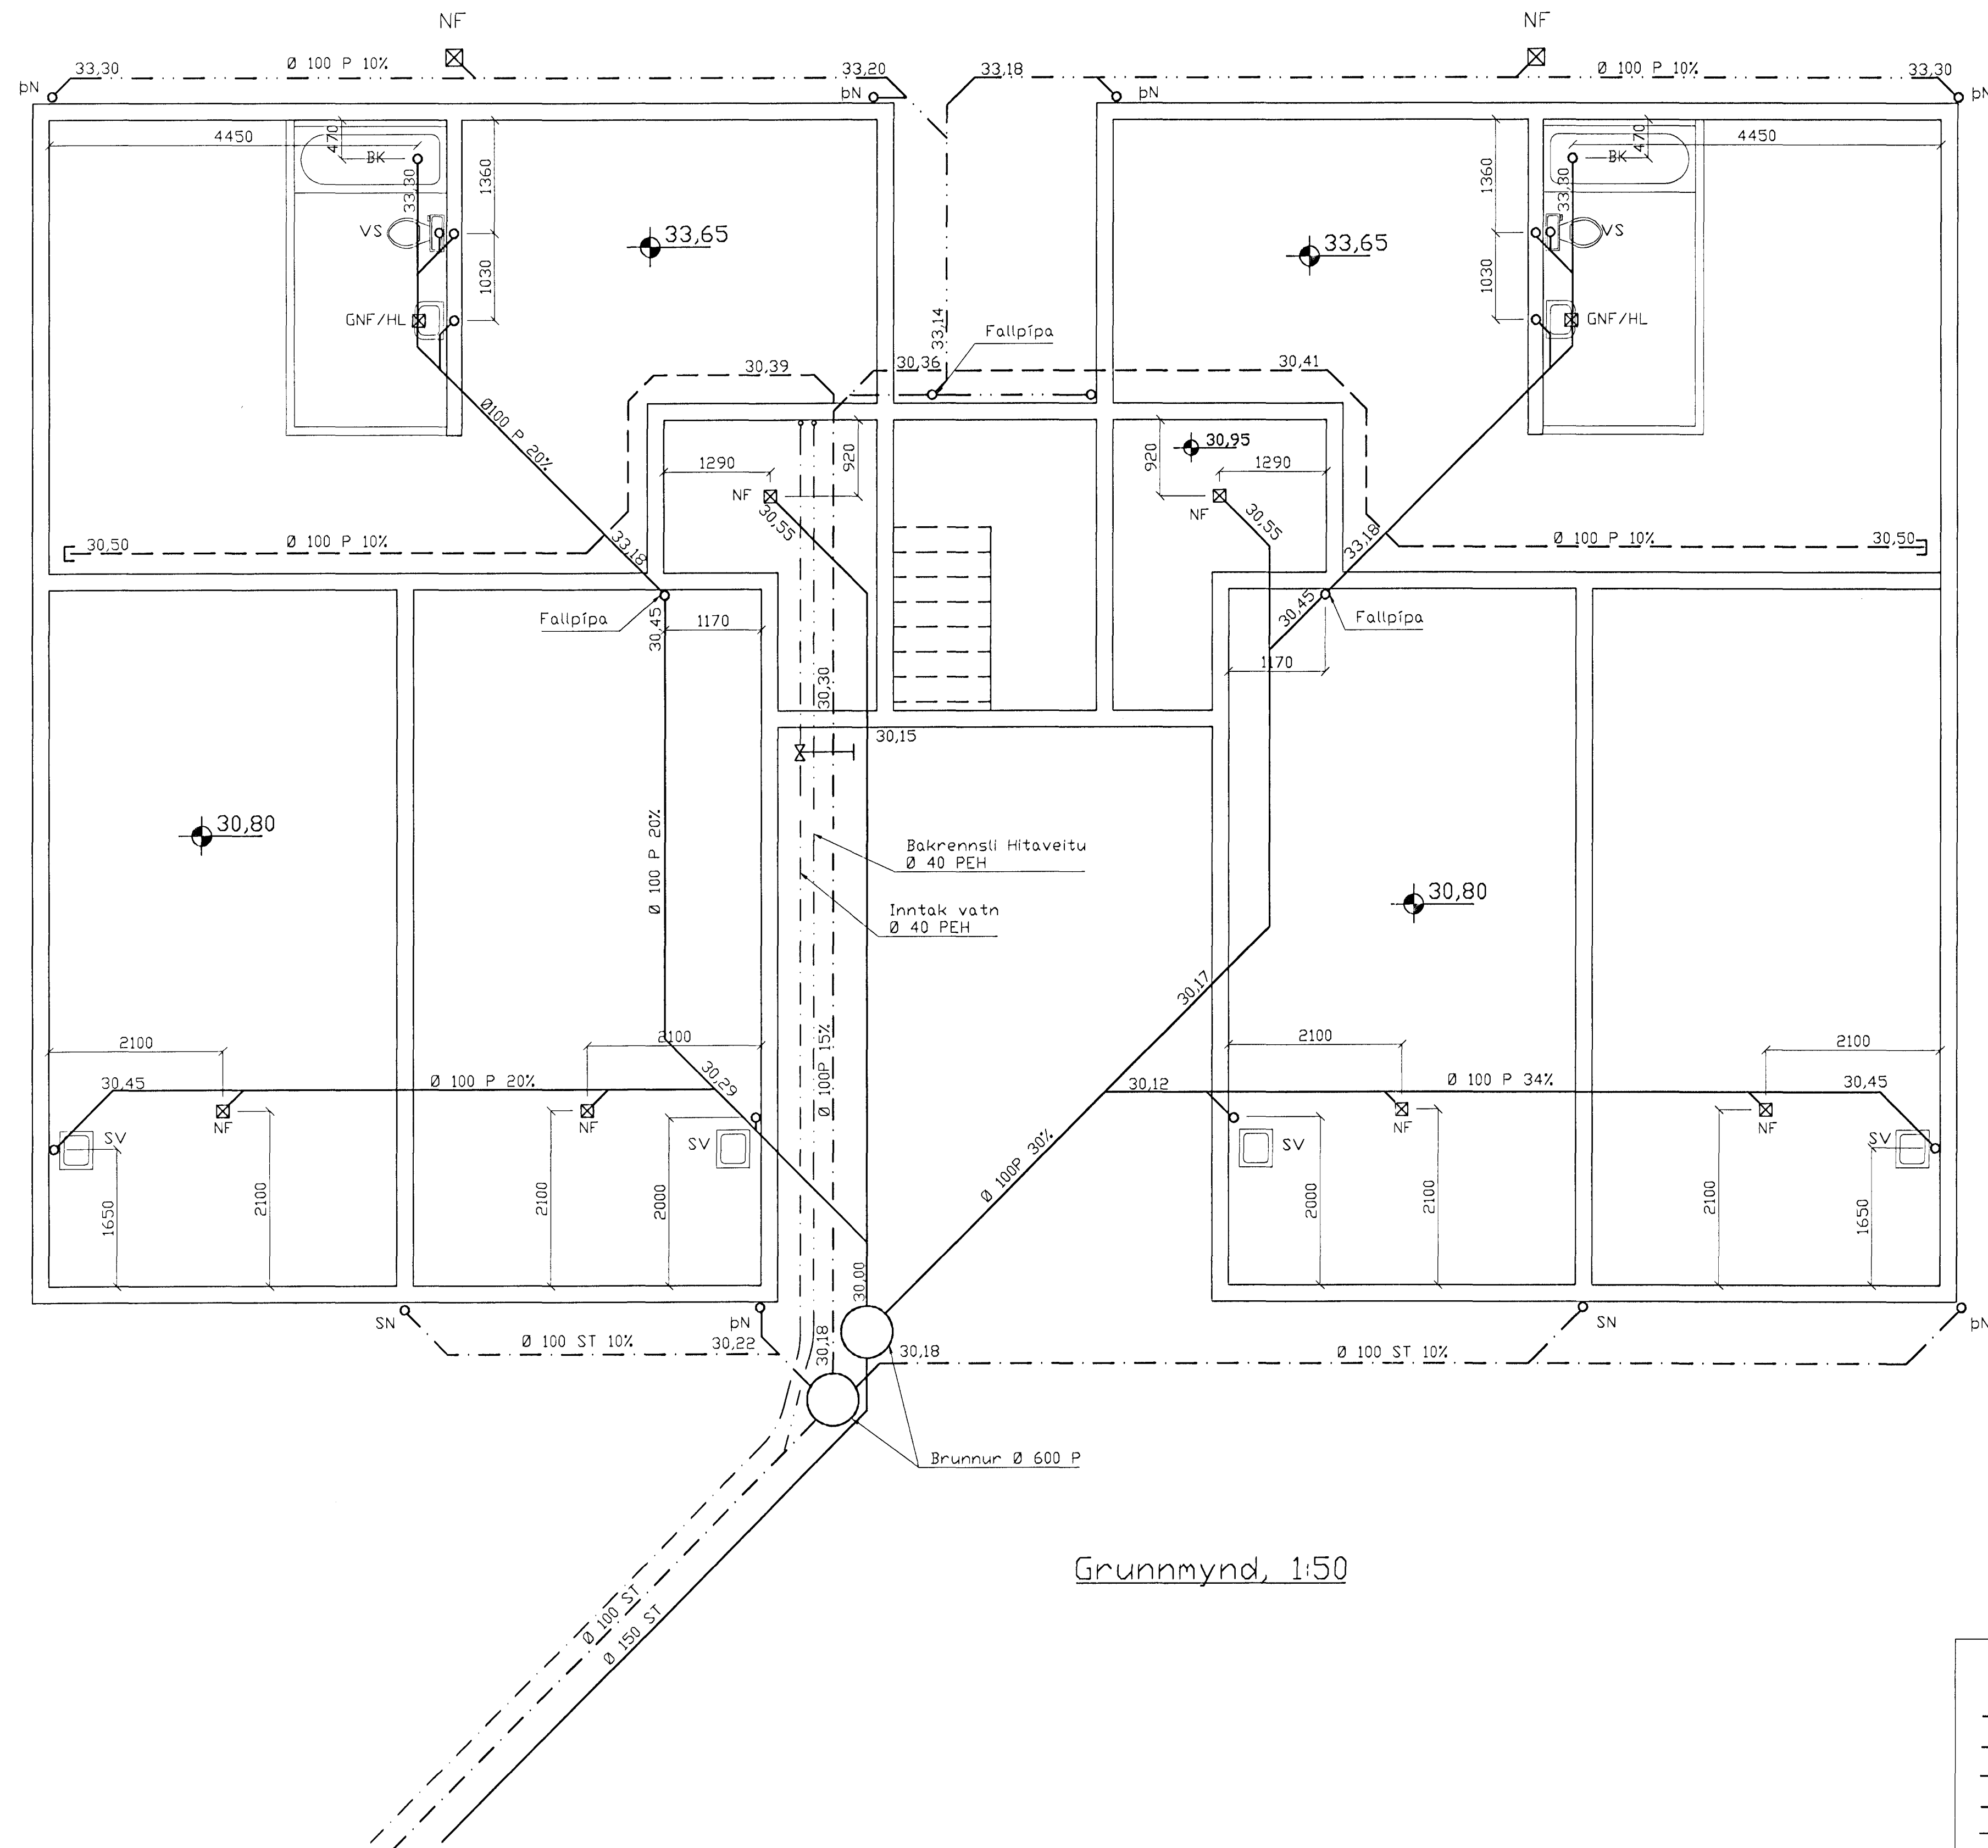 NF
NF
33,30
Ø 100 P 10%
33,20
33,18
Ø 100 P 10%
33,30
þN
þN
þN
þN
4450
470
BK
33,30
1360
1030
VS
GNF/HL
33,65
33,14
Fallpípa
33,65
1360
1030
33,30
BK
470
4450
VS
GNF/HL
30,39
30,36
30,41
Ø100 P 20%
1290
NF
920
30,55
920
30,95
1290
NF
30,55
30,50
Ø 100 P 10%
33,18
33,18
Ø 100 P 10%
30,50
Fallpípa
30,45
1170
30,45
Fallpípa
1170
30,30
30,15
30,80
Ø 100 P 20%
Bakrennsli Hitaveitu
Ø 40 PEH
Inntak vatn
Ø 40 PEH
30,80
30,17
2100
2100
2100
2100
30,45
Ø 100 P 20%
30,29
Ø 100P 15%
30,12
Ø 100 P 34%
30,45
NF
NF
NF
NF
SV
SV
SV
SV
1650
2100
2100
2000
Ø 100P 30%
2000
2100
2100
1650
30,00
SN
þN
SN
þN
Ø 100 ST 10%
30,22
30,18
30,18
Ø 100 ST 10%
Brunnur Ø 600 P
Grunnmynd, 1:50
Ø 100 ST
Ø 150 ST